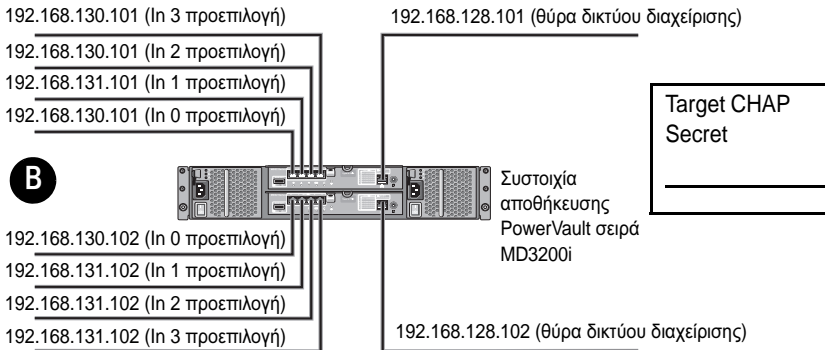 192.168.130.101 (In 3 προεπιλογή)
192.168.128.101 (θύρα δικτύου διαχείρισης)
192.168.130.101 (In 2 προεπιλογή)
192.168.131.101 (In 1 προεπιλογή)
192.168.130.101 (In 0 προεπιλογή)
Target CHAP
Secret
B
Συστοιχία
αποθήκευσης
PowerVault σειρά
MD3200i
192.168.130.102 (In 0 προεπιλογή)
192.168.131.102 (In 1 προεπιλογή)
192.168.131.102 (In 2 προεπιλογή)
192.168.131.102 (In 3 προεπιλογή)
192.168.128.102 (θύρα δικτύου διαχείρισης)